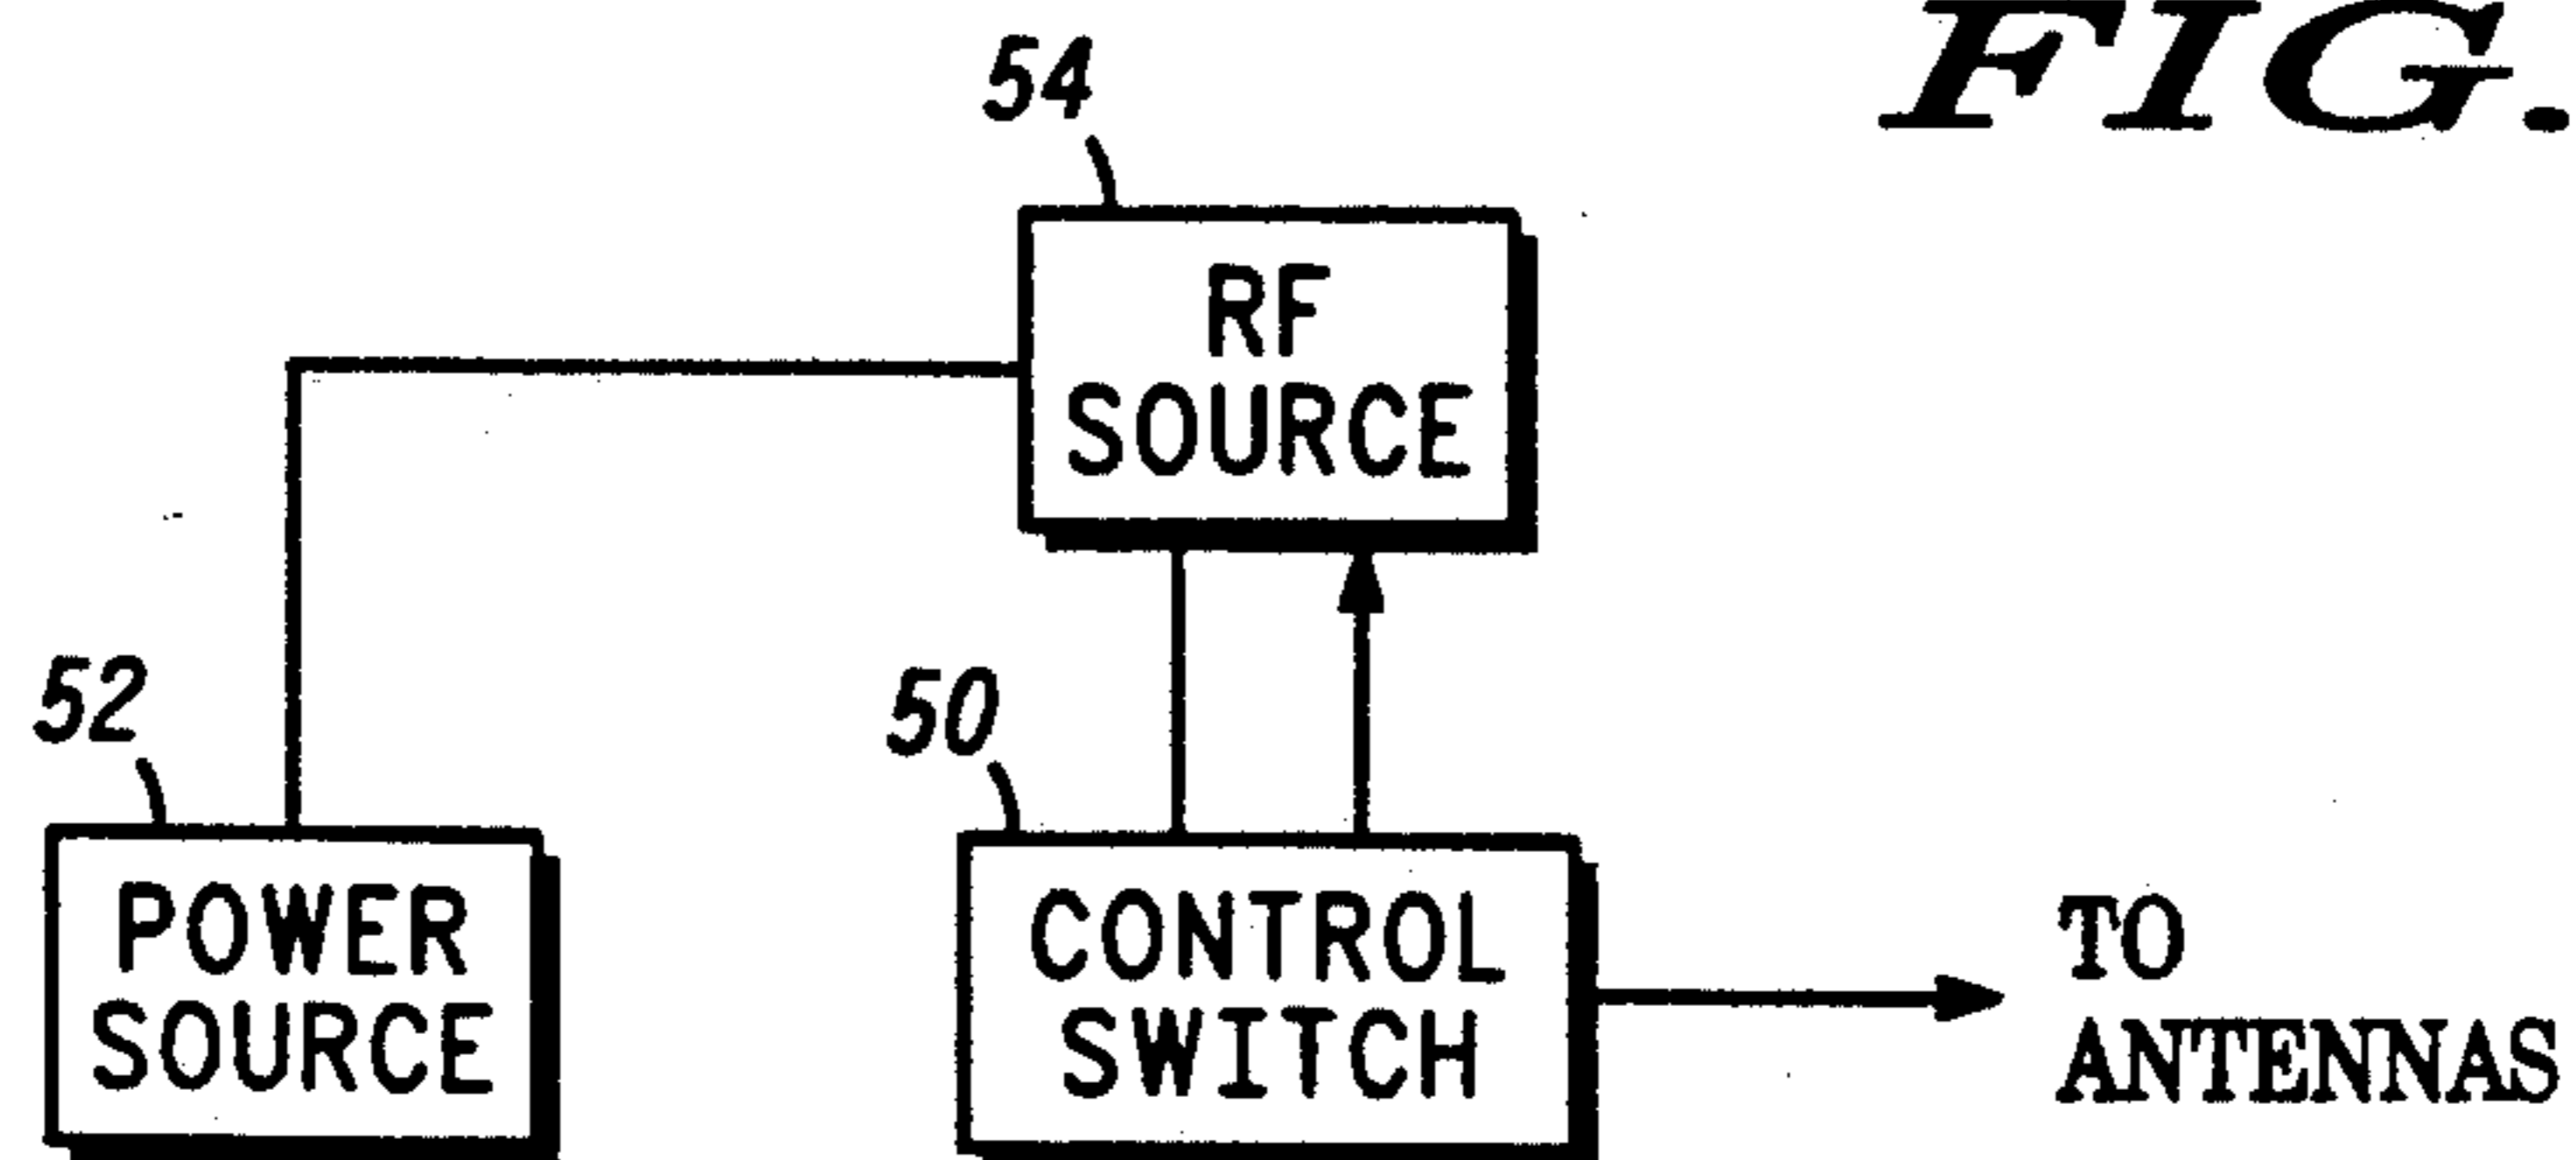 FIG.
54
RF
SOURCE
52
50
POWER
SOURCE
CONTROL
SWITCH
TO
ANTENNAS